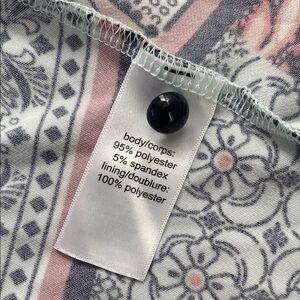 body/corps:
95% polyester
5% spandex
lining/doublure:
100% polyester